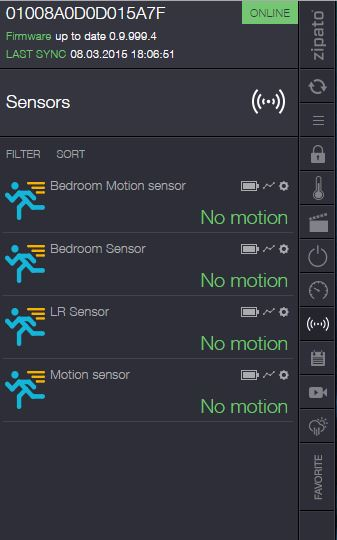 01008A0D0D015A7F
ONLINE
Firmware up to date 0.9.999.4
LAST SYNC 08.03.2015 18:06:51
zipato
Sensors
FILTER SORT
Bedroom Motion sensor
No motion
Bedroom Sensor
No motion
LR Sensor
No motion
Motion sensor
No motion
FAVORITE